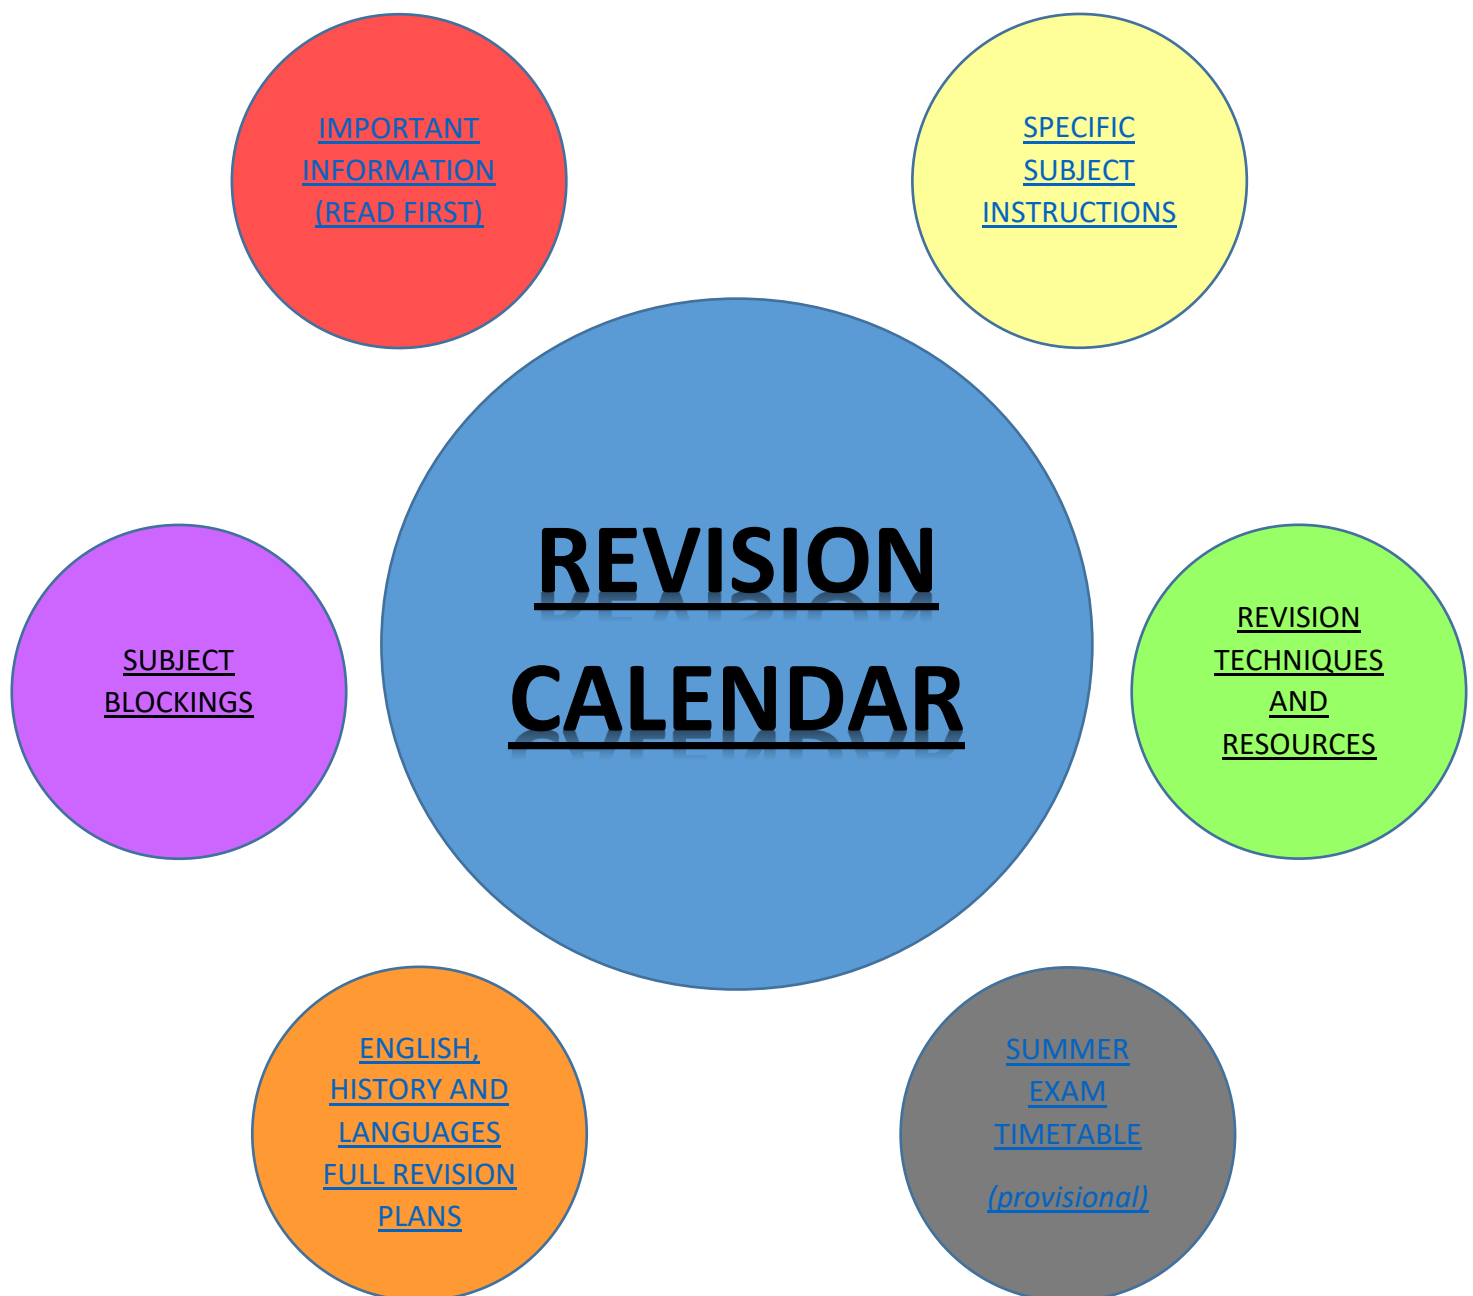 IMPORTANT
INFORMATION
(READ FIRST)
SPECIFIC
SUBJECT
INSTRUCTIONS
REVISION
CALENDAR
SUBJECT
BLOCKINGS
REVISION
TECHNIQUES
AND
RESOURCES
ENGLISH,
HISTORY AND
LANGUAGES
FULL REVISION
PLANS
SUMMER
EXAM
TIMETABLE
(provisional)